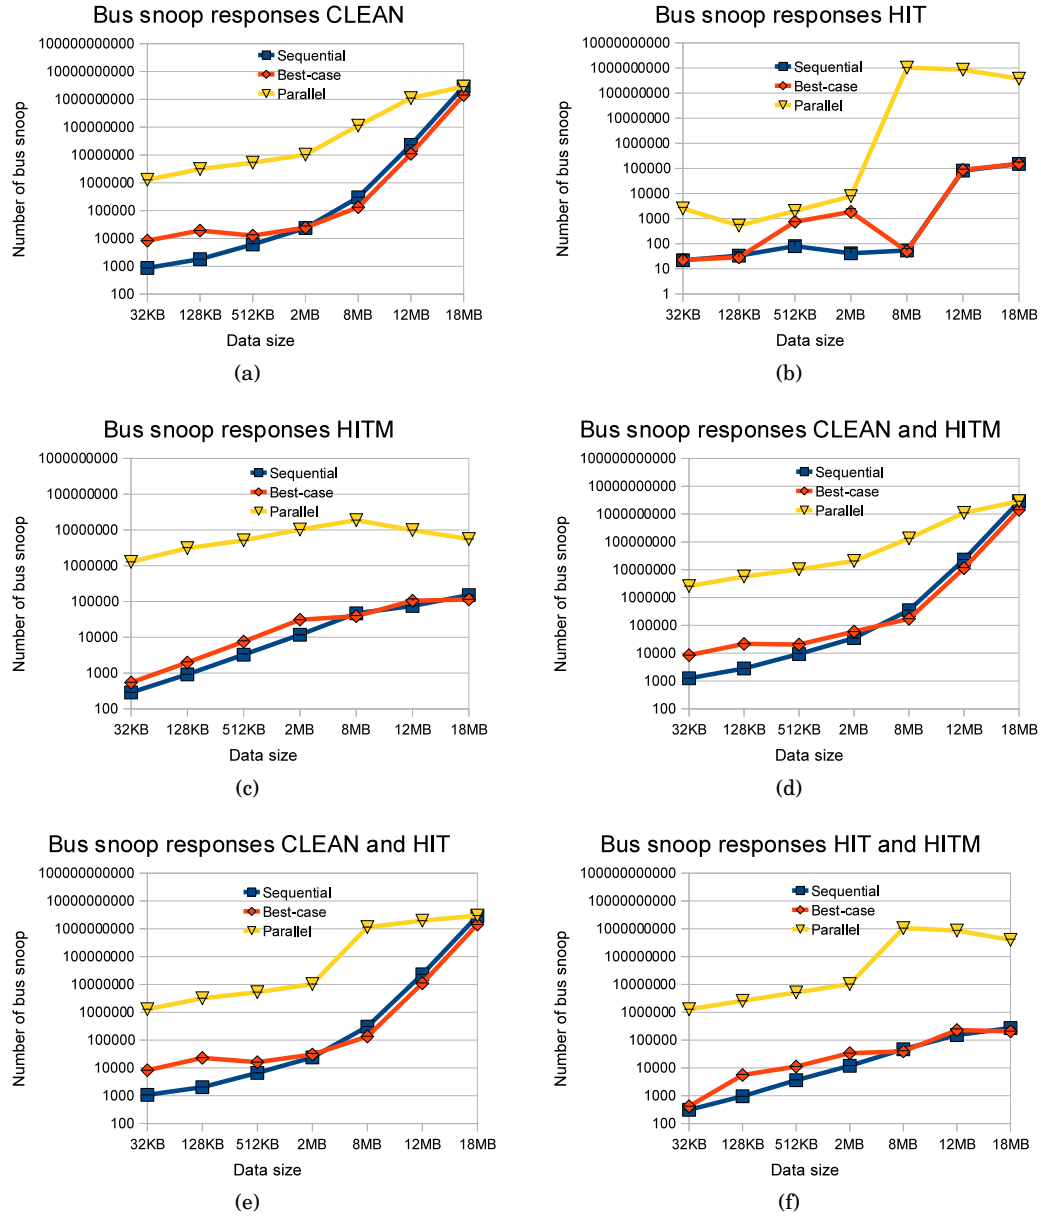 Bus snoop responses CLEAN
Number of bus snoop
100000000000
10000000000
1000000000
100000000
10000000
1000000
100000
10000
1000
100
Sequential
Best-case
Parallel
32KB 128KB 512KB 2MB 8MB 12MB 18MB
Data size
(a)
Bus snoop responses HIT
Number of bus snoop
10000000000
1000000000
100000000
10000000
1000000
100000
10000
1000
100
10
1
Sequential
Best-case
Parallel
32KB 128KB 512KB 2MB 8MB 12MB 18MB
Data size
(b)
Bus snoop responses HITM
Number of bus snoop
1000000000
100000000
10000000
1000000
100000
10000
1000
100
Sequential
Best-case
Parallel
32KB 128KB 512KB 2MB 8MB 12MB 18MB
Data size
(c)
Bus snoop responses CLEAN and HITM
Number of bus snoop
100000000000
10000000000
1000000000
100000000
10000000
1000000
100000
10000
1000
100
Sequential
Best-case
Parallel
32KB 128KB 512KB 2MB 8MB 12MB 18MB
Data size
(d)
Bus snoop responses CLEAN and HIT
Number of bus snoop
100000000000
10000000000
1000000000
100000000
10000000
1000000
100000
10000
1000
100
Sequential
Best-case
Parallel
32KB 128KB 512KB 2MB 8MB 12MB 18MB
Data size
(e)
Bus snoop responses HIT and HITM
Number of bus snoop
100000000000
10000000000
1000000000
100000000
10000000
1000000
100000
10000
1000
100
Sequential
Best-case
Parallel
32KB 128KB 512KB 2MB 8MB 12MB 18MB
Data size
(f)